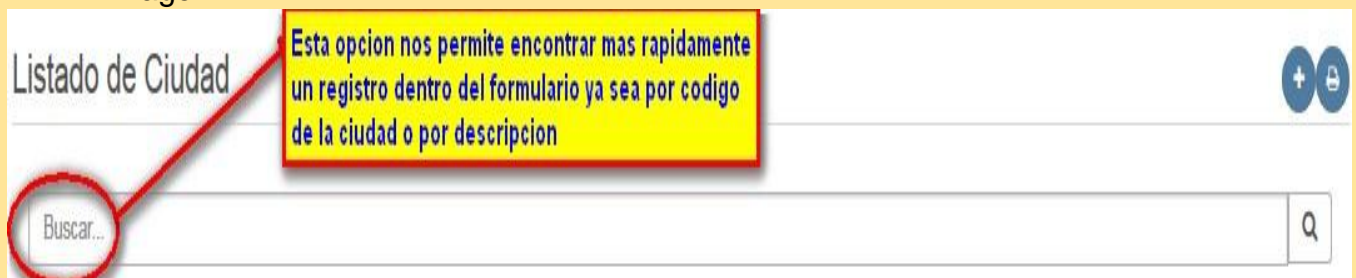 Esta opcion nos permite encontrar mas rapidamente
un registro dentro del formulario ya sea por codigo
de la ciudad o por descripcion
Listado de Ciudad
Buscar...